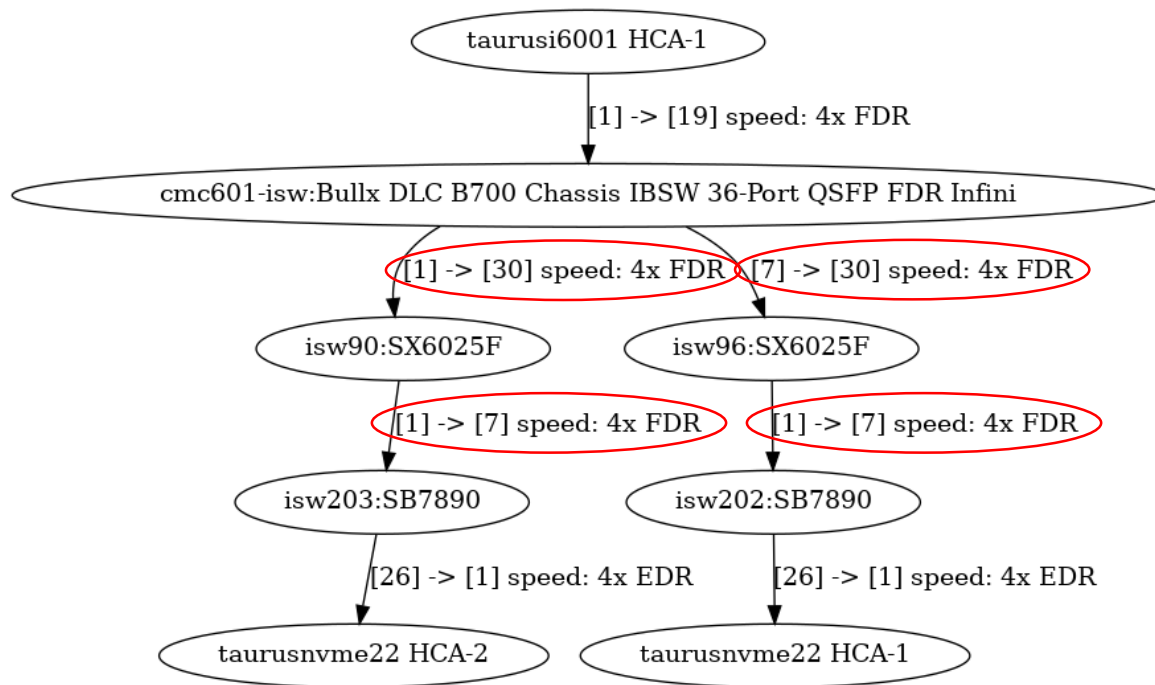 taurusi6001 HCA-1
[1] -> [19] speed: 4x FDR
cmc601-isw:Bullx DLC B700 Chassis IBSW 36-Port QSFP FDR Infini
[1] -> [30] speed: 4x FDR
[7] -> [30] speed: 4x FDR
isw90:SX6025F
isw96:SX6025F
[1] -> [7] speed: 4x FDR
[1] -> [7] speed: 4x FDR
isw203:SB7890
isw202:SB7890
[26] -> [1] speed: 4x EDR
[26] -> [1] speed: 4x EDR
taurusnvme22 HCA-2
taurusnvme22 HCA-1